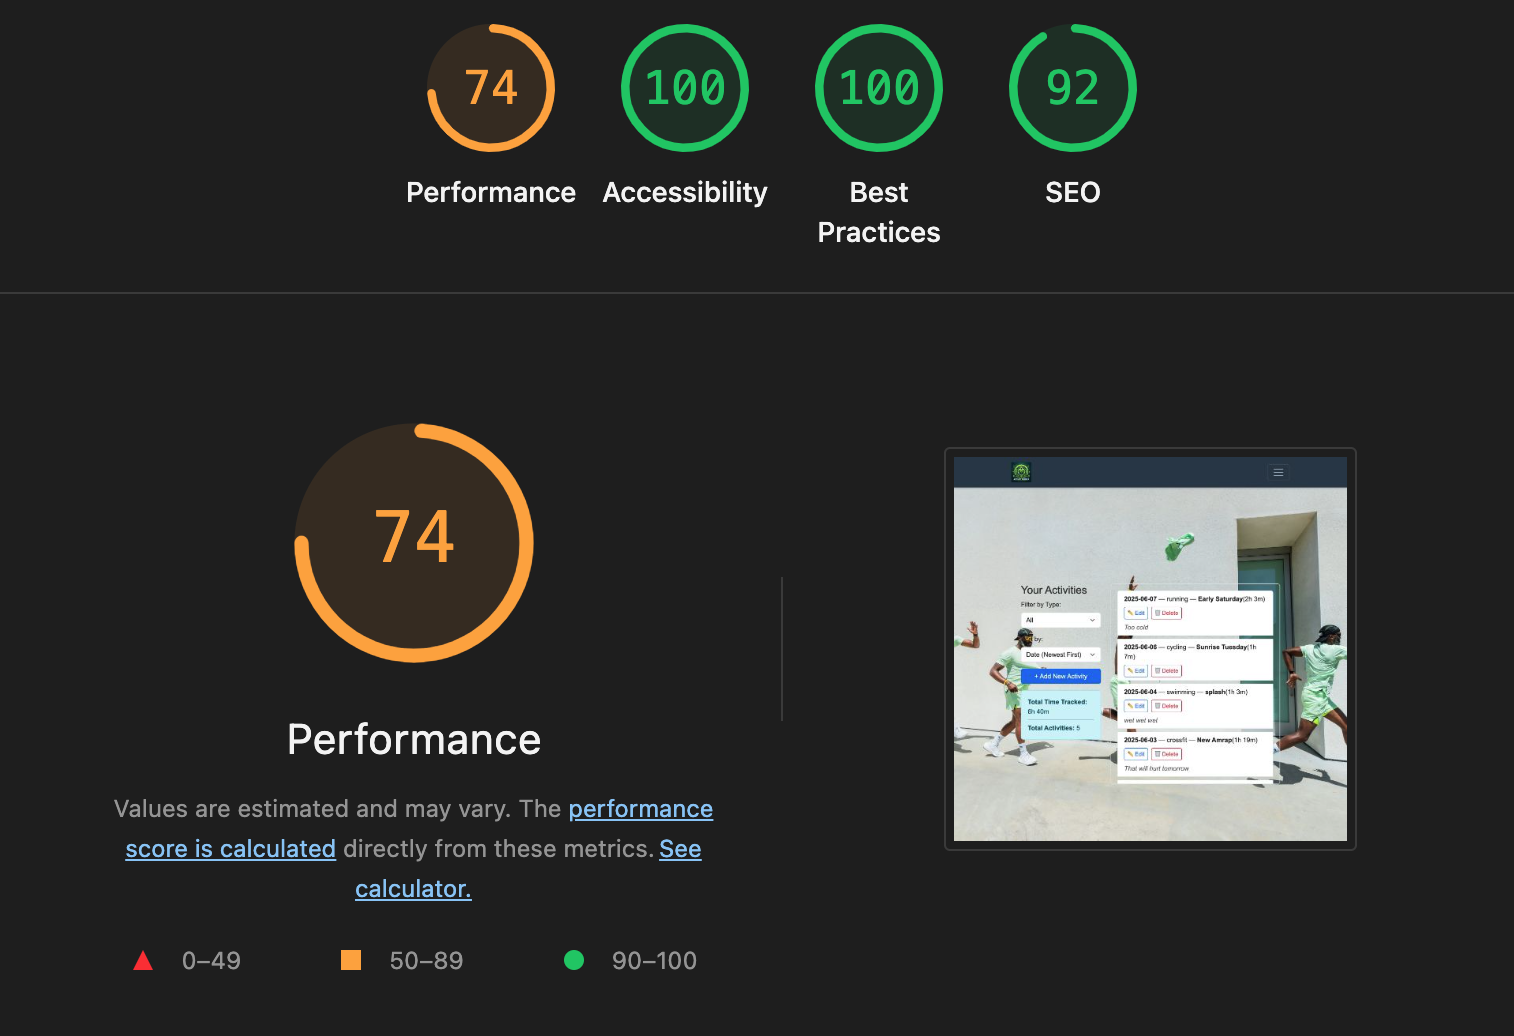 74
100
100
92
Performance
Accessibility
Best
Practices
SEO
74
Performance
Values are estimated and may vary. The performance
score is calculated directly from these metrics. See
calculator.
0–49
50–89
90–100
Your Activities
Filter by Type:
All
by:
Date (Newest First)
+ Add New Activity
Total Time Tracked:
6h 40m
Total Activities: 5
2025-06-07 — running — Early Saturday(2h 3m)
Edit
Delete
Too cold
2025-06-06 — cycling — Sunrise Tuesday(1h
7m)
Edit
Delete
2025-06-04 — swimming — splash(1h 3m)
Edit
Delete
wet wet wet
2025-06-03 — crossfit — New Amrap(1h 19m)
Edit
Delete
That will hurt tomorrow